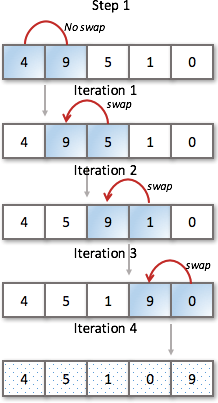 Step 1
No swap
4 9 5 1 0
Iteration 1
swap
4 9 5 1 0
Iteration 2
swap
4 5 9 1 0
Iteration 3
swap
4 5 1 9 0
Iteration 4
4 5 1 0 9